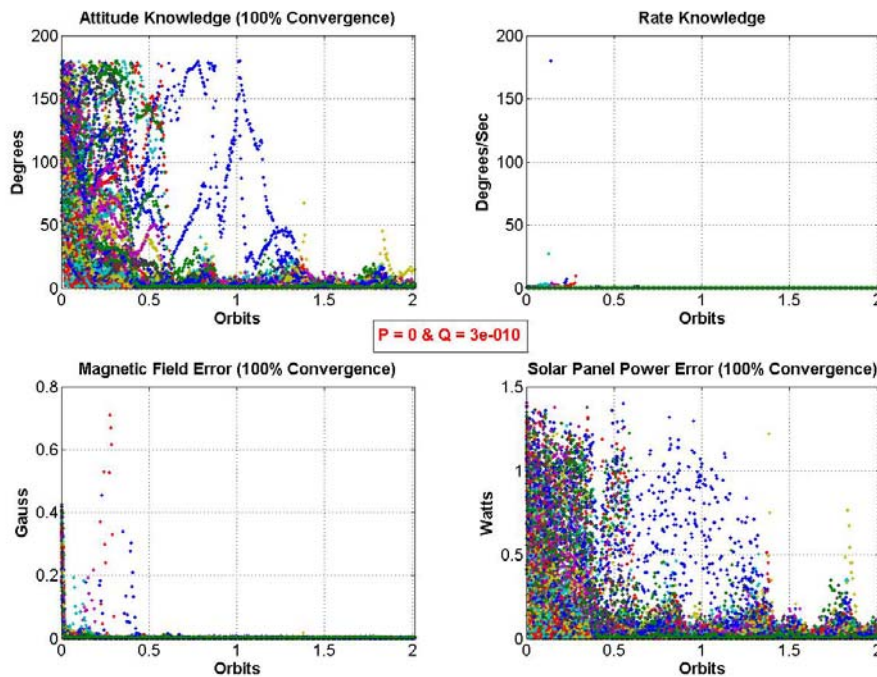 Attitude Knowledge (100% Convergence)
200
150
100
50
0
Degrees
0 0.5 1 1.5 2
Orbits
Rate Knowledge
200
150
100
50
0
Degrees/Sec
0 0.5 1 1.5 2
Orbits
P = 0 & Q = 3e-010
Magnetic Field Error (100% Convergence)
0.8
0.6
0.4
0.2
0
Gauss
0 0.5 1 1.5 2
Orbits
Solar Panel Power Error (100% Convergence)
1.5
1
0.5
0
Watts
0 0.5 1 1.5 2
Orbits